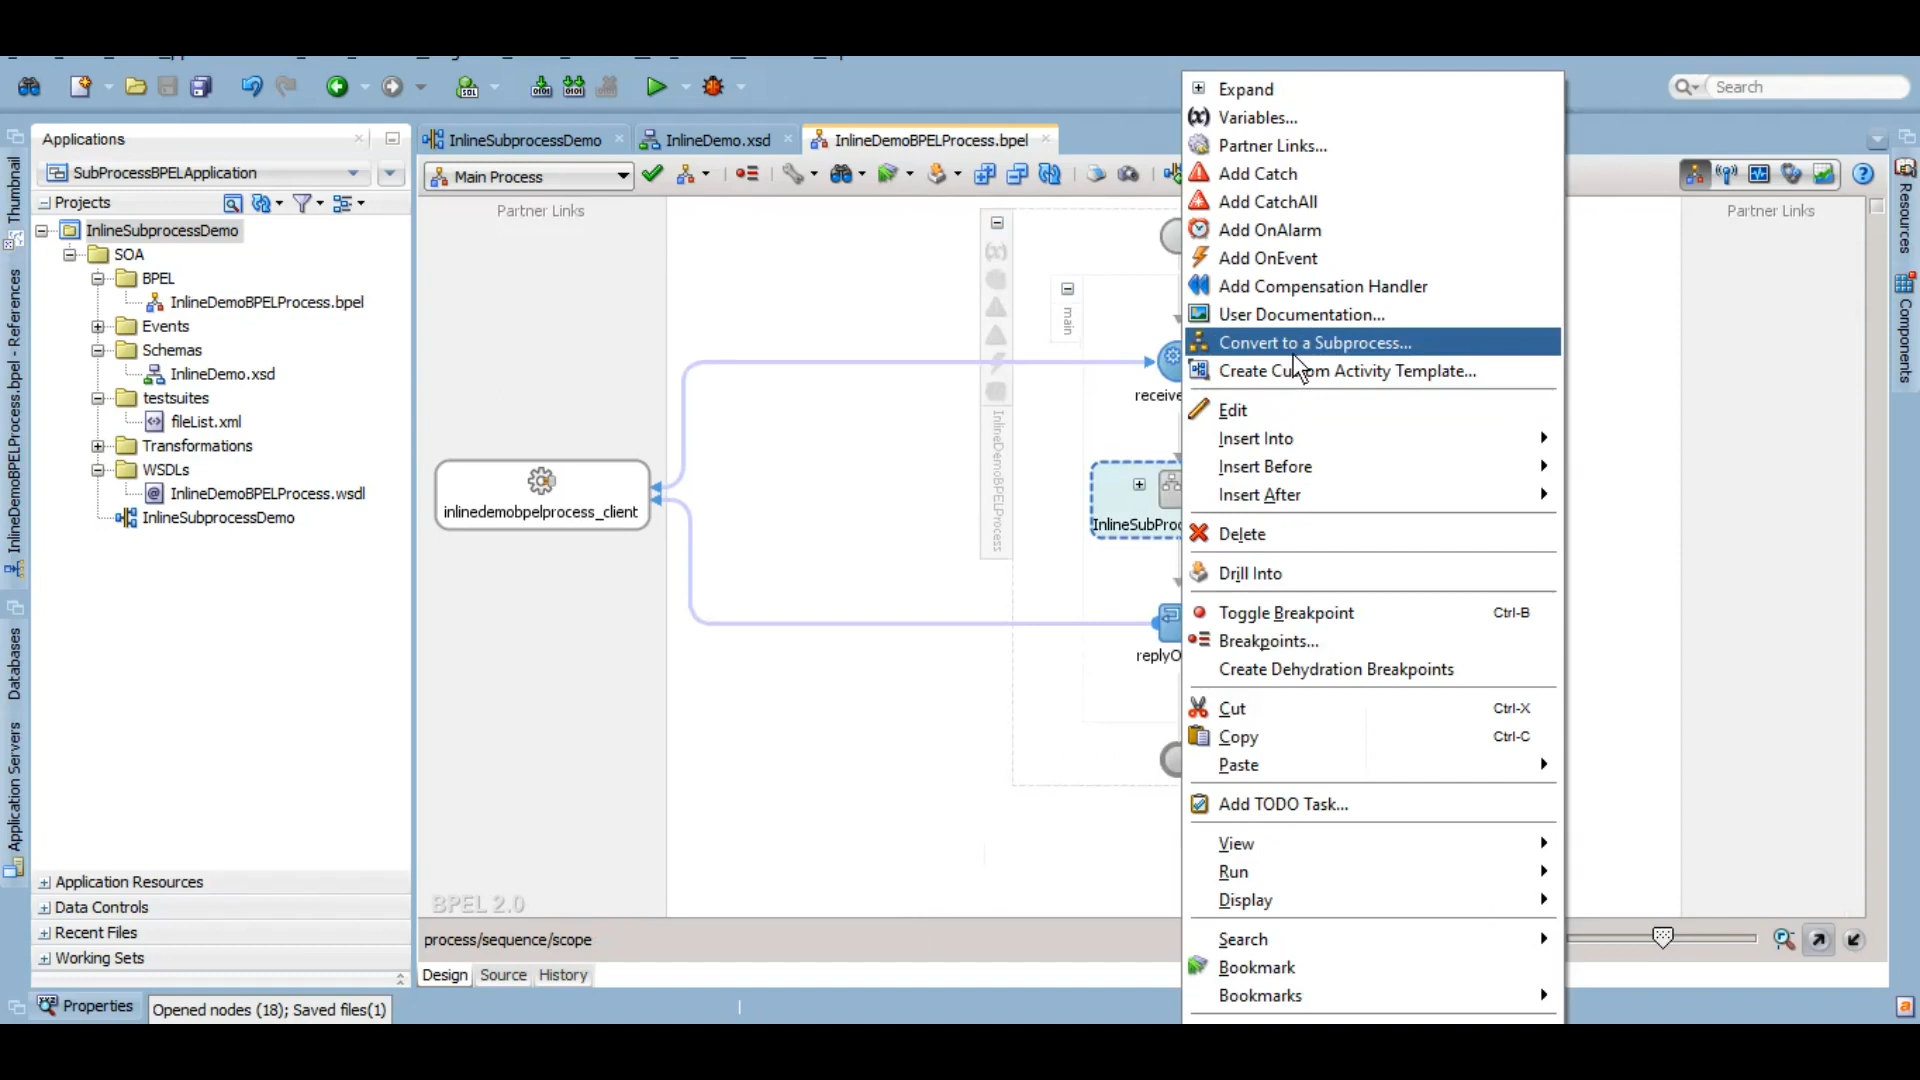 Search
Applications
SubProcessBPELApplication
Projects
InlineSubprocessDemo
SOA
BPEL
InlineDemoBPELProcess.bpel
Events
Schemas
InlineDemo.xsd
testsuites
fileList.xml
Transformations
WSDLs
InlineDemoBPELProcess.wsdl
InlineSubprocessDemo
Application Resources
Data Controls
Recent Files
Working Sets
Thumbnail
InlineDemoBPELProcess.bpel - References
Databases
Application Servers
InlineSubprocessDemo
InlineDemo.xsd
InlineDemoBPELProcess.bpel
Main Process
Partner Links
inlinedemobpelprocess_client
BPEL 2.0
InlineDemoBPELProcess
main
receive
InlineSubProc
replyO
Expand
Variables...
Partner Links...
Add Catch
Add CatchAll
Add OnAlarm
Add OnEvent
Add Compensation Handler
User Documentation...
Convert to a Subprocess...
Create Custom Activity Template...
Edit
Insert Into
Insert Before
Insert After
Delete
Drill Into
Toggle Breakpoint Ctrl-B
Breakpoints...
Create Dehydration Breakpoints
Cut Ctrl-X
Copy Ctrl-C
Paste
Add TODO Task...
View
Run
Display
Search
Bookmark
Bookmarks
Partner Links
Resources
Components
process/sequence/scope
Design Source History
Properties
Opened nodes (18); Saved files(1)